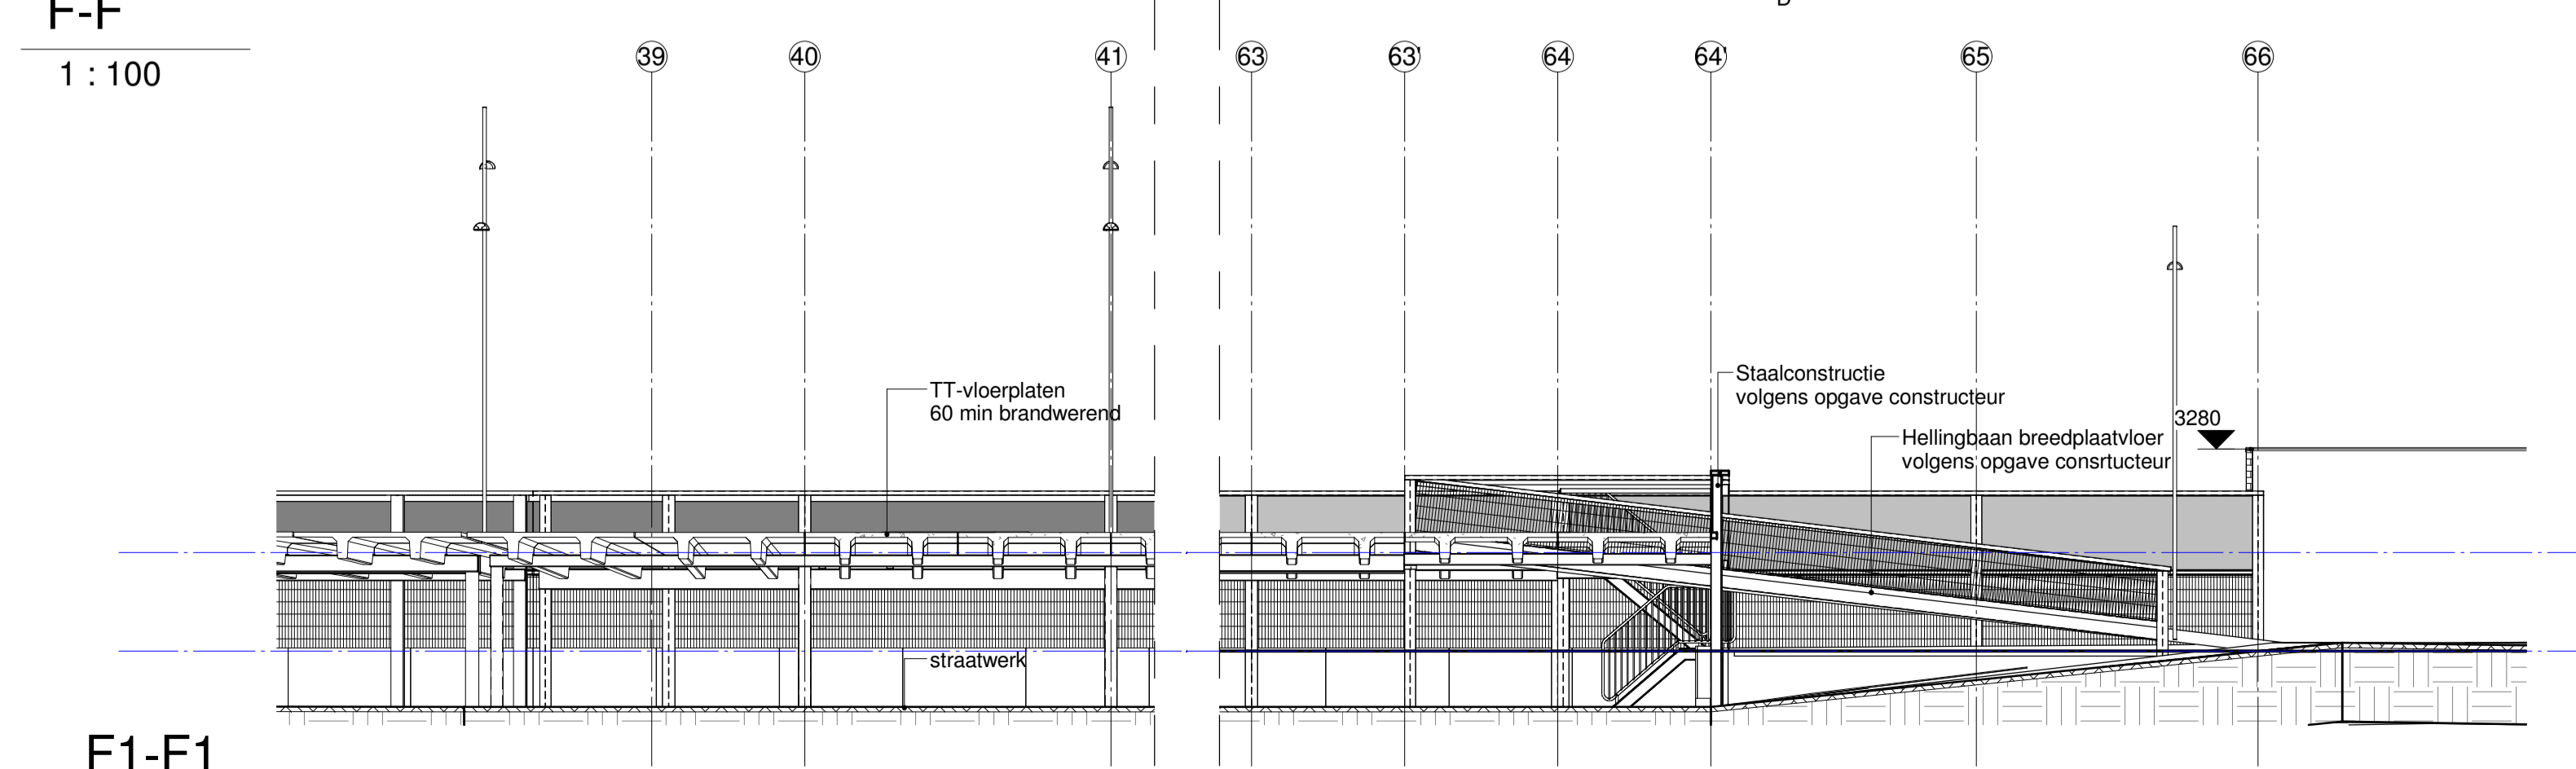 F-F
1 : 100
D
39
40
41
63
63'
64
64'
65
66
TT-vloerplaten
60 min brandwerend
Staalconstructie
volgens opgave constructeur
3280
Hellingbaan breedplaatvloer
volgens opgave consrtucteur
straatwerk
F1-F1